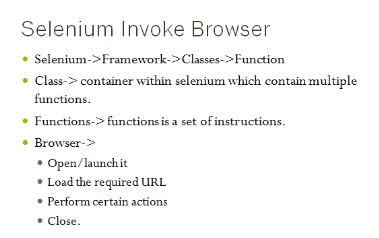 Selenium Invoke Browser
Selenium->Framework->Classes->Function
Class-> container within selenium which contain multiple
functions.
Functions-> functions is a set of instructions.
Browser->
Open/launch it
Load the required URL
Perform certain actions
Close.